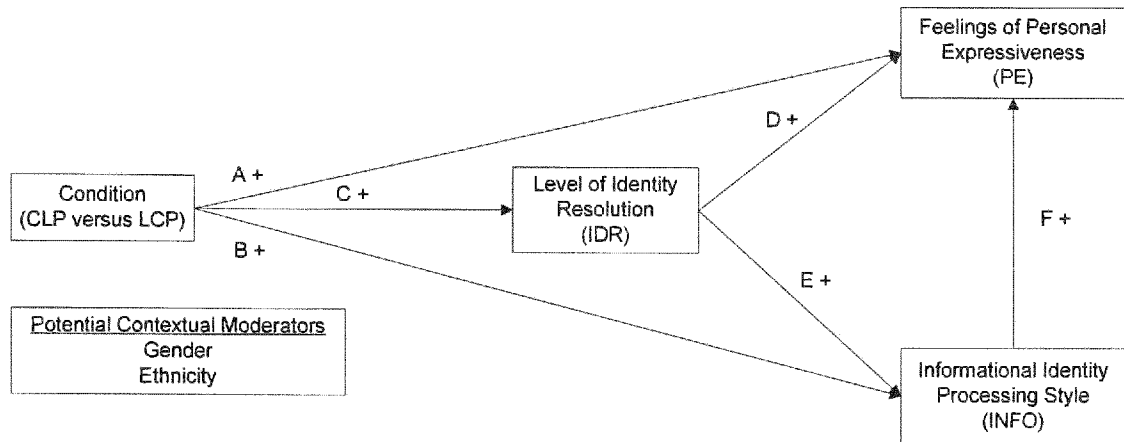 Feelings of Personal
Expressiveness
(PE)
D +
A +
Condition
(CLP versus LCP)
C +
Level of Identity
Resolution
(IDR)
F +
B +
E +
Potential Contextual Moderators
Gender
Ethnicity
Informational Identity
Processing Style
(INFO)